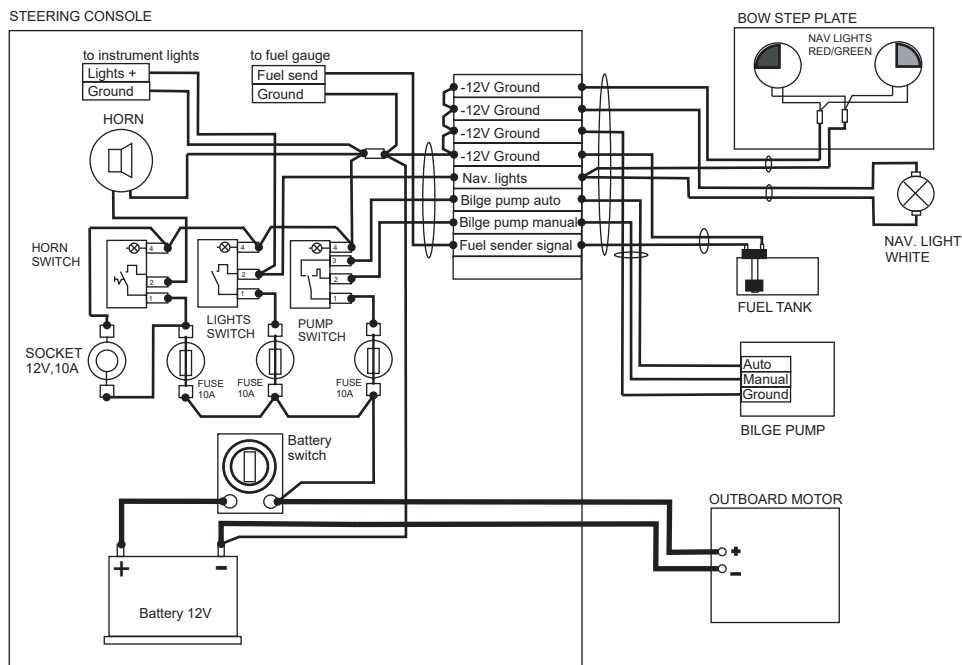 STEERING CONSOLE
BOW STEP PLATE
NAV LIGHTS
RED/GREEN
to instrument lights
Lights +
Ground
to fuel gauge
Fuel send
Ground
HORN
-12V Ground
-12V Ground
-12V Ground
-12V Ground
Nav. lights
Bilge pump auto
Bilge pump manual
Fuel sender signal
NAV. LIGHT
WHITE
HORN
SWITCH
4
2
1
LIGHTS
SWITCH
4
2
1
PUMP
SWITCH
4
3
2
1
FUEL TANK
SOCKET
12V,10A
FUSE
10A
FUSE
10A
FUSE
10A
Auto
Manual
Ground
BILGE PUMP
Battery
switch
OUTBOARD MOTOR
+
-
+
-
Battery 12V